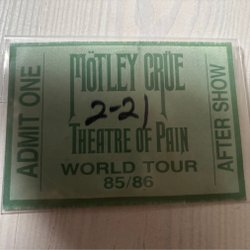 ADMIT ONE
MÖTLEY CRÜE
2-21
THEATRE OF PAIN
WORLD TOUR
85/86
AFTER SHOW